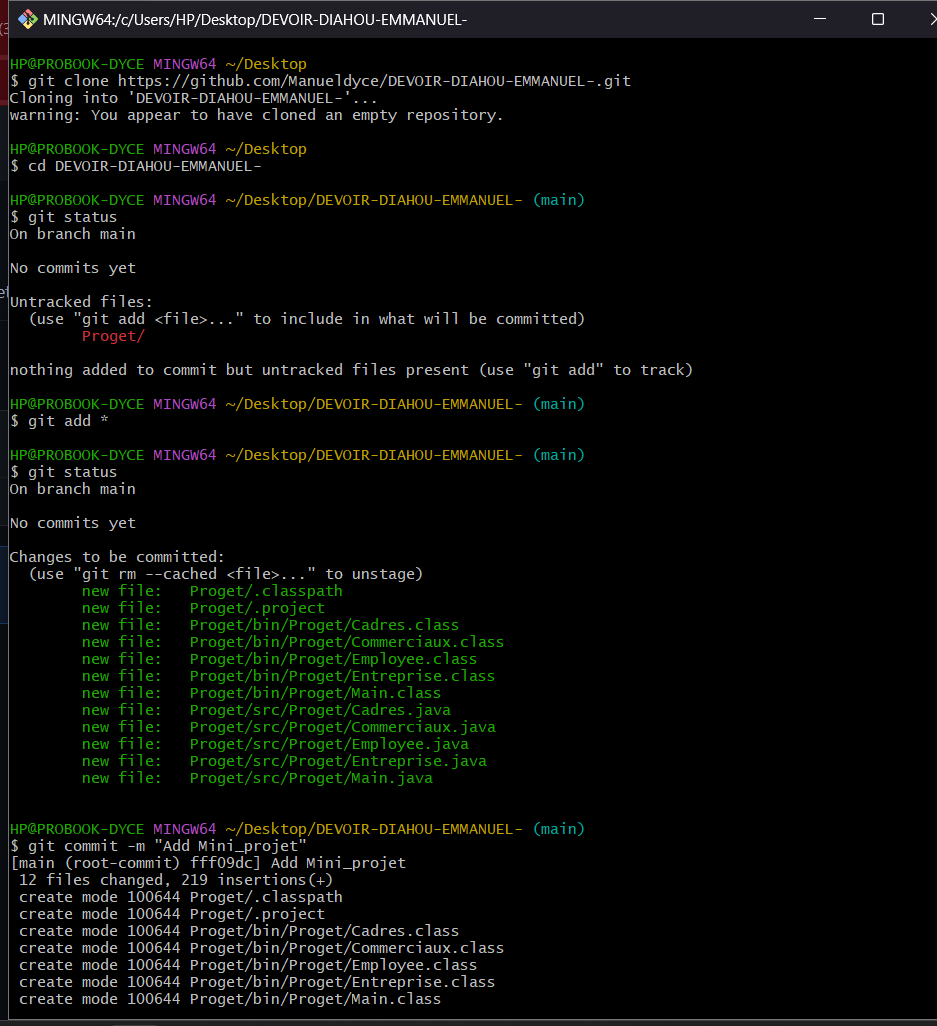 MINGW64:/c/Users/HP/Desktop/DEVOIR-DIAHOU-EMMANUEL-
HP@PROBOOK-DYCE MINGW64 ~/Desktop
$ git clone https://github.com/Manueldyce/DEVOIR-DIAHOU-EMMANUEL-.git
Cloning into 'DEVOIR-DIAHOU-EMMANUEL-'...
warning: You appear to have cloned an empty repository.
HP@PROBOOK-DYCE MINGW64 ~/Desktop
$ cd DEVOIR-DIAHOU-EMMANUEL-
HP@PROBOOK-DYCE MINGW64 ~/Desktop/DEVOIR-DIAHOU-EMMANUEL- (main)
$ git status
On branch main
No commits yet
Untracked files:
  (use "git add <file>..." to include in what will be committed)
        Proget/
nothing added to commit but untracked files present (use "git add" to track)
HP@PROBOOK-DYCE MINGW64 ~/Desktop/DEVOIR-DIAHOU-EMMANUEL- (main)
$ git add *
HP@PROBOOK-DYCE MINGW64 ~/Desktop/DEVOIR-DIAHOU-EMMANUEL- (main)
$ git status
On branch main
No commits yet
Changes to be committed:
  (use "git rm --cached <file>..." to unstage)
        new file:   Proget/.classpath
        new file:   Proget/.project
        new file:   Proget/bin/Proget/Cadres.class
        new file:   Proget/bin/Proget/Commerciaux.class
        new file:   Proget/bin/Proget/Employee.class
        new file:   Proget/bin/Proget/Entreprise.class
        new file:   Proget/bin/Proget/Main.class
        new file:   Proget/src/Proget/Cadres.java
        new file:   Proget/src/Proget/Commerciaux.java
        new file:   Proget/src/Proget/Employee.java
        new file:   Proget/src/Proget/Entreprise.java
        new file:   Proget/src/Proget/Main.java
HP@PROBOOK-DYCE MINGW64 ~/Desktop/DEVOIR-DIAHOU-EMMANUEL- (main)
$ git commit -m "Add Mini_projet"
[main (root-commit) fff09dc] Add Mini_projet
 12 files changed, 219 insertions(+)
 create mode 100644 Proget/.classpath
 create mode 100644 Proget/.project
 create mode 100644 Proget/bin/Proget/Cadres.class
 create mode 100644 Proget/bin/Proget/Commerciaux.class
 create mode 100644 Proget/bin/Proget/Employee.class
 create mode 100644 Proget/bin/Proget/Entreprise.class
 create mode 100644 Proget/bin/Proget/Main.class